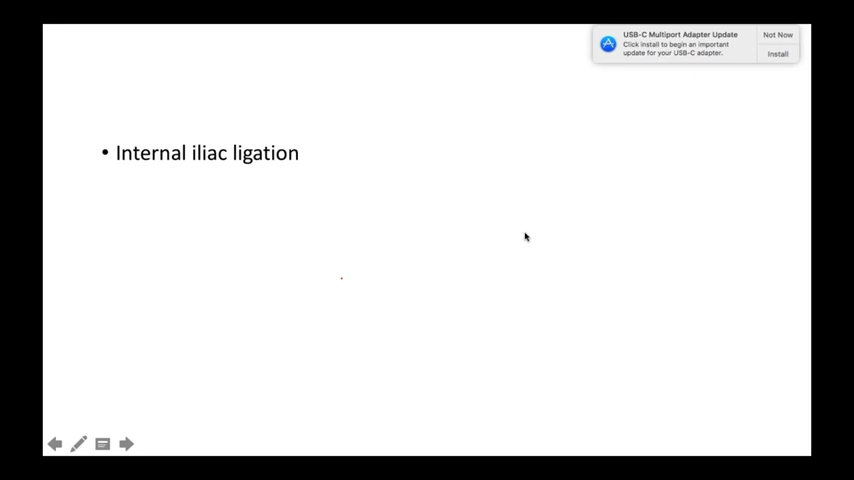 USB-C Multiport Adapter Update
Not Now
Click install to begin an important
update for your USB-C adapter.
Install
• Internal iliac ligation